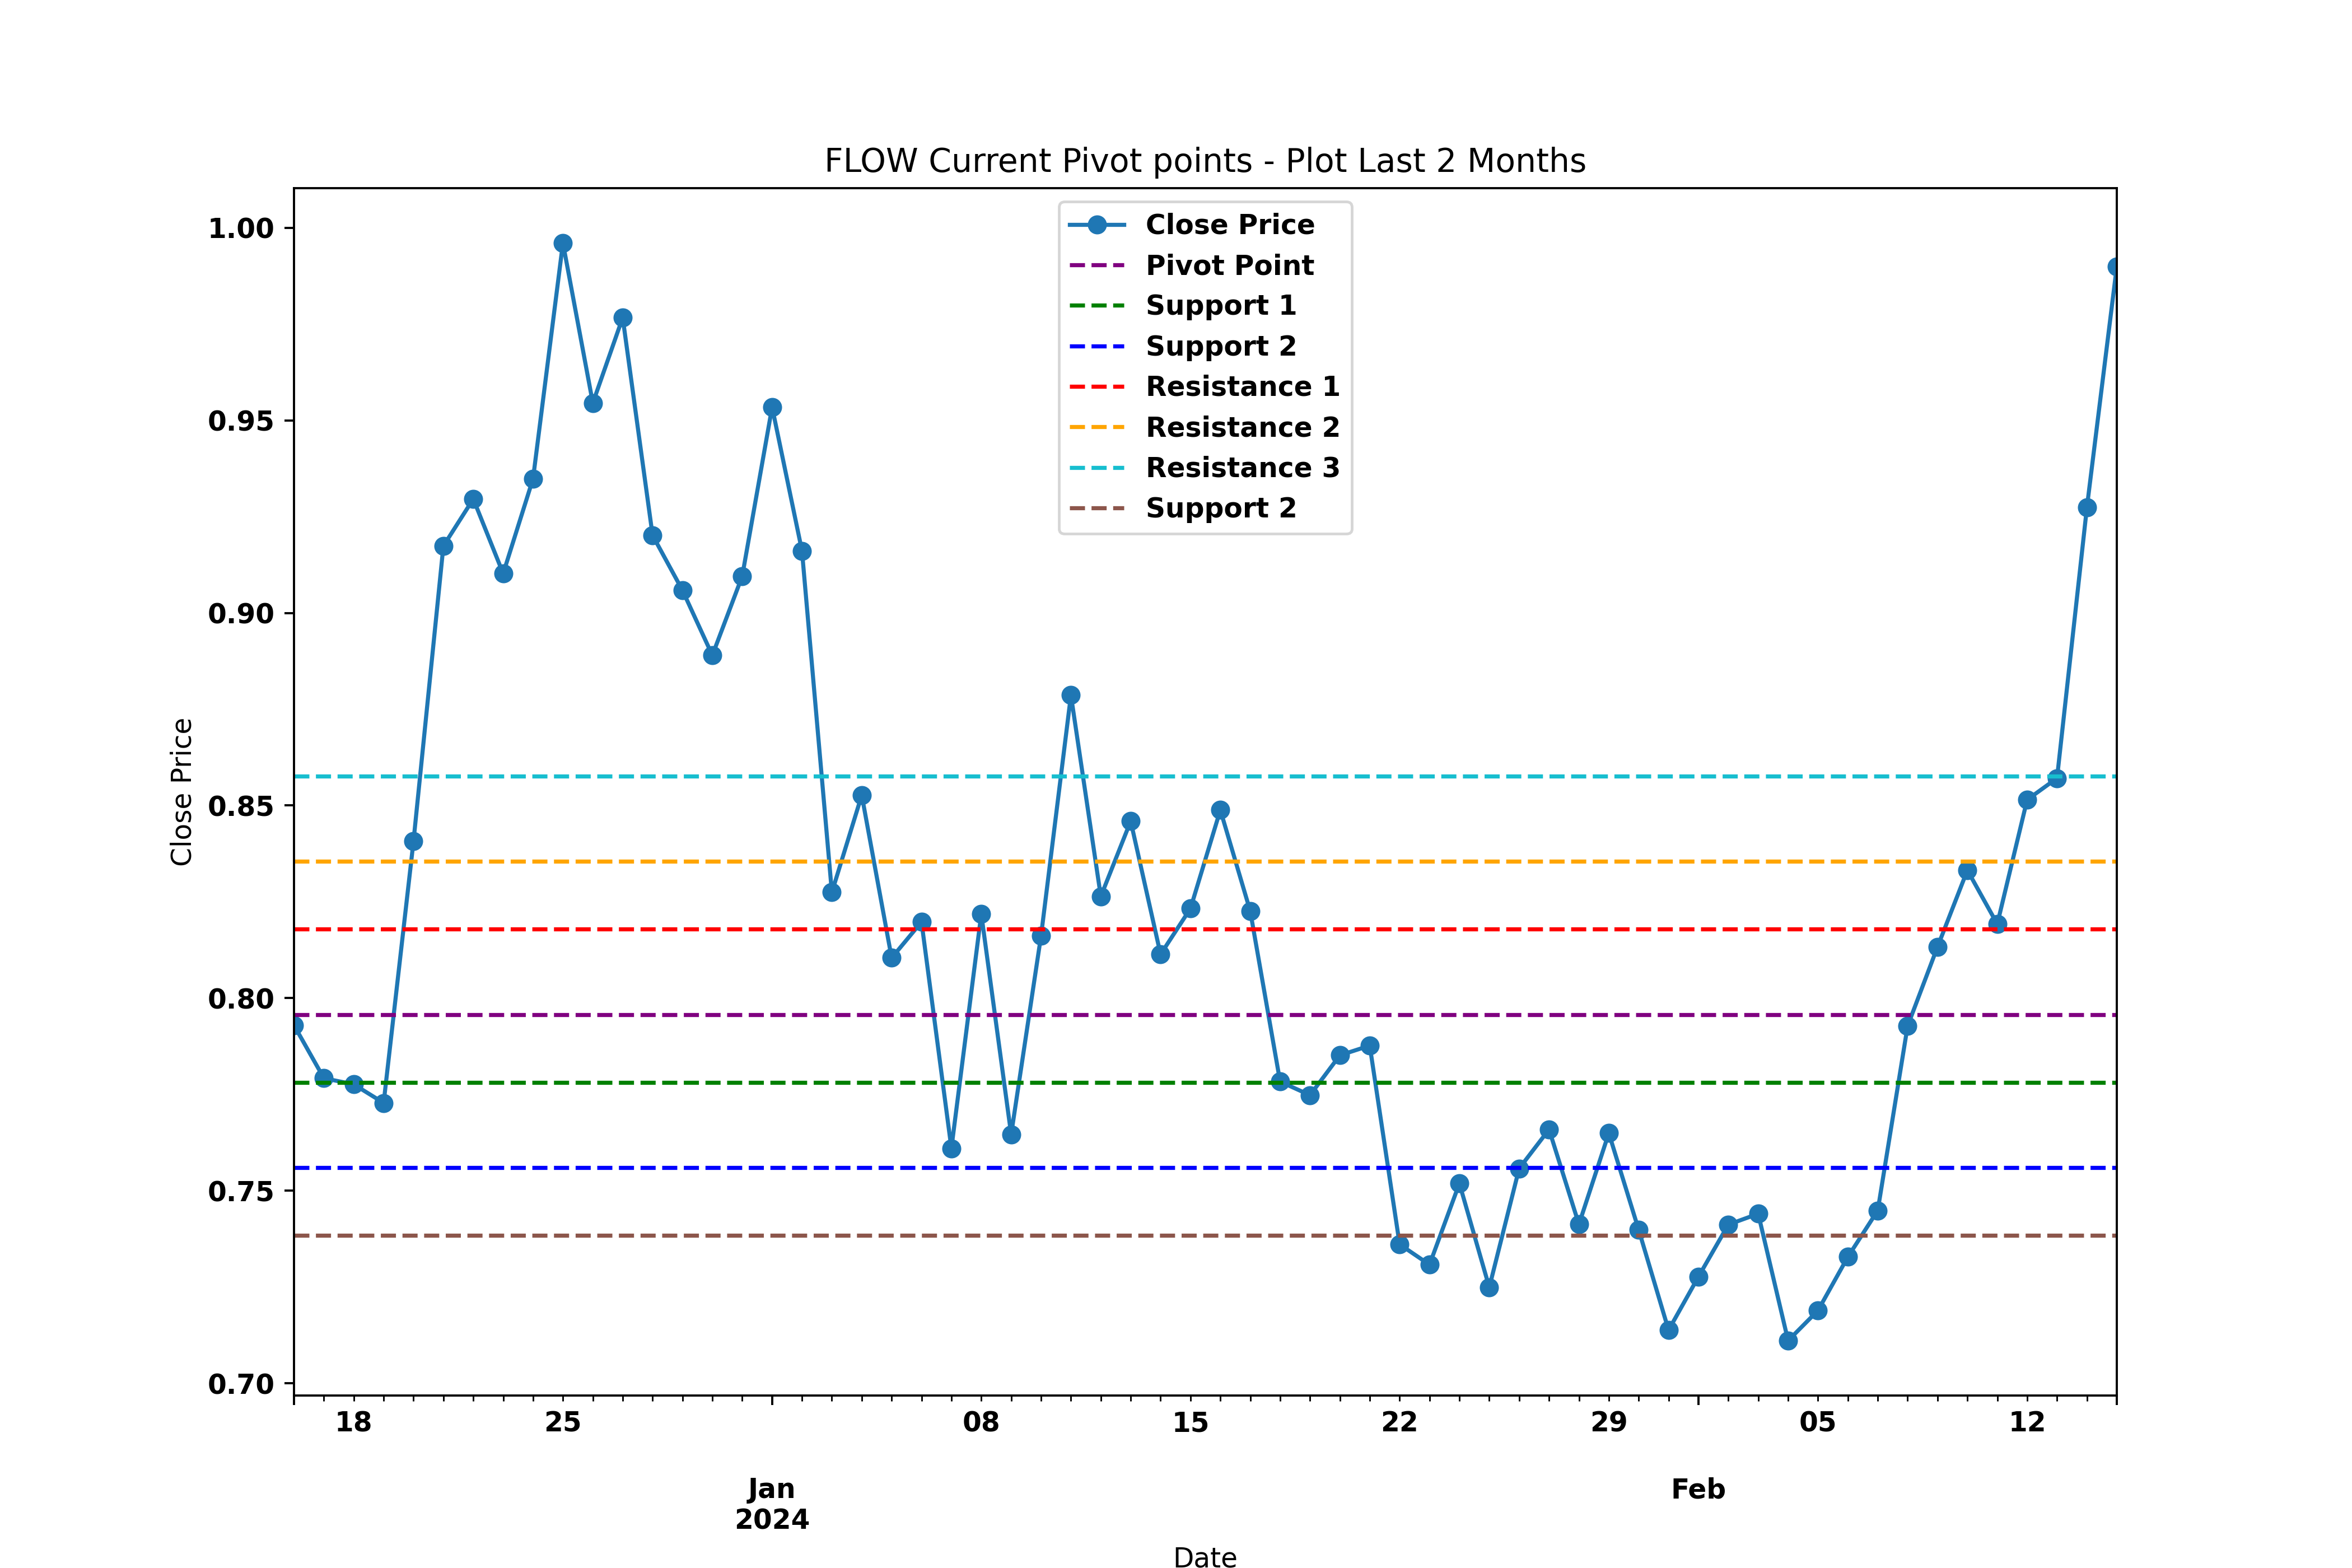 FLOW Current Pivot points - Plot Last 2 Months
Close Price
Pivot Point
Support 1
Support 2
Resistance 1
Resistance 2
Resistance 3
Support 2
1.00
0.95
0.90
0.85
0.80
0.75
0.70
Close Price
18 25 08 15 22 29 05 12
Jan Feb
2024
Date